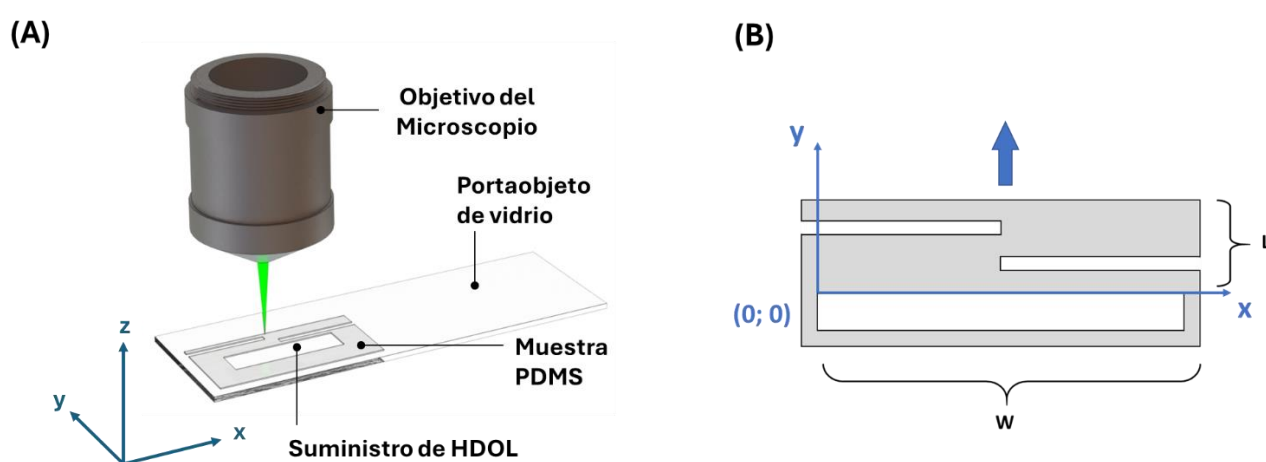 (A)
Objetivo del
Microscopio
Portaobjeto
de vidrio
Muestra
PDMS
Suministro de HDOL
z
y
x
(B)
y
L
(0; 0)
x
W